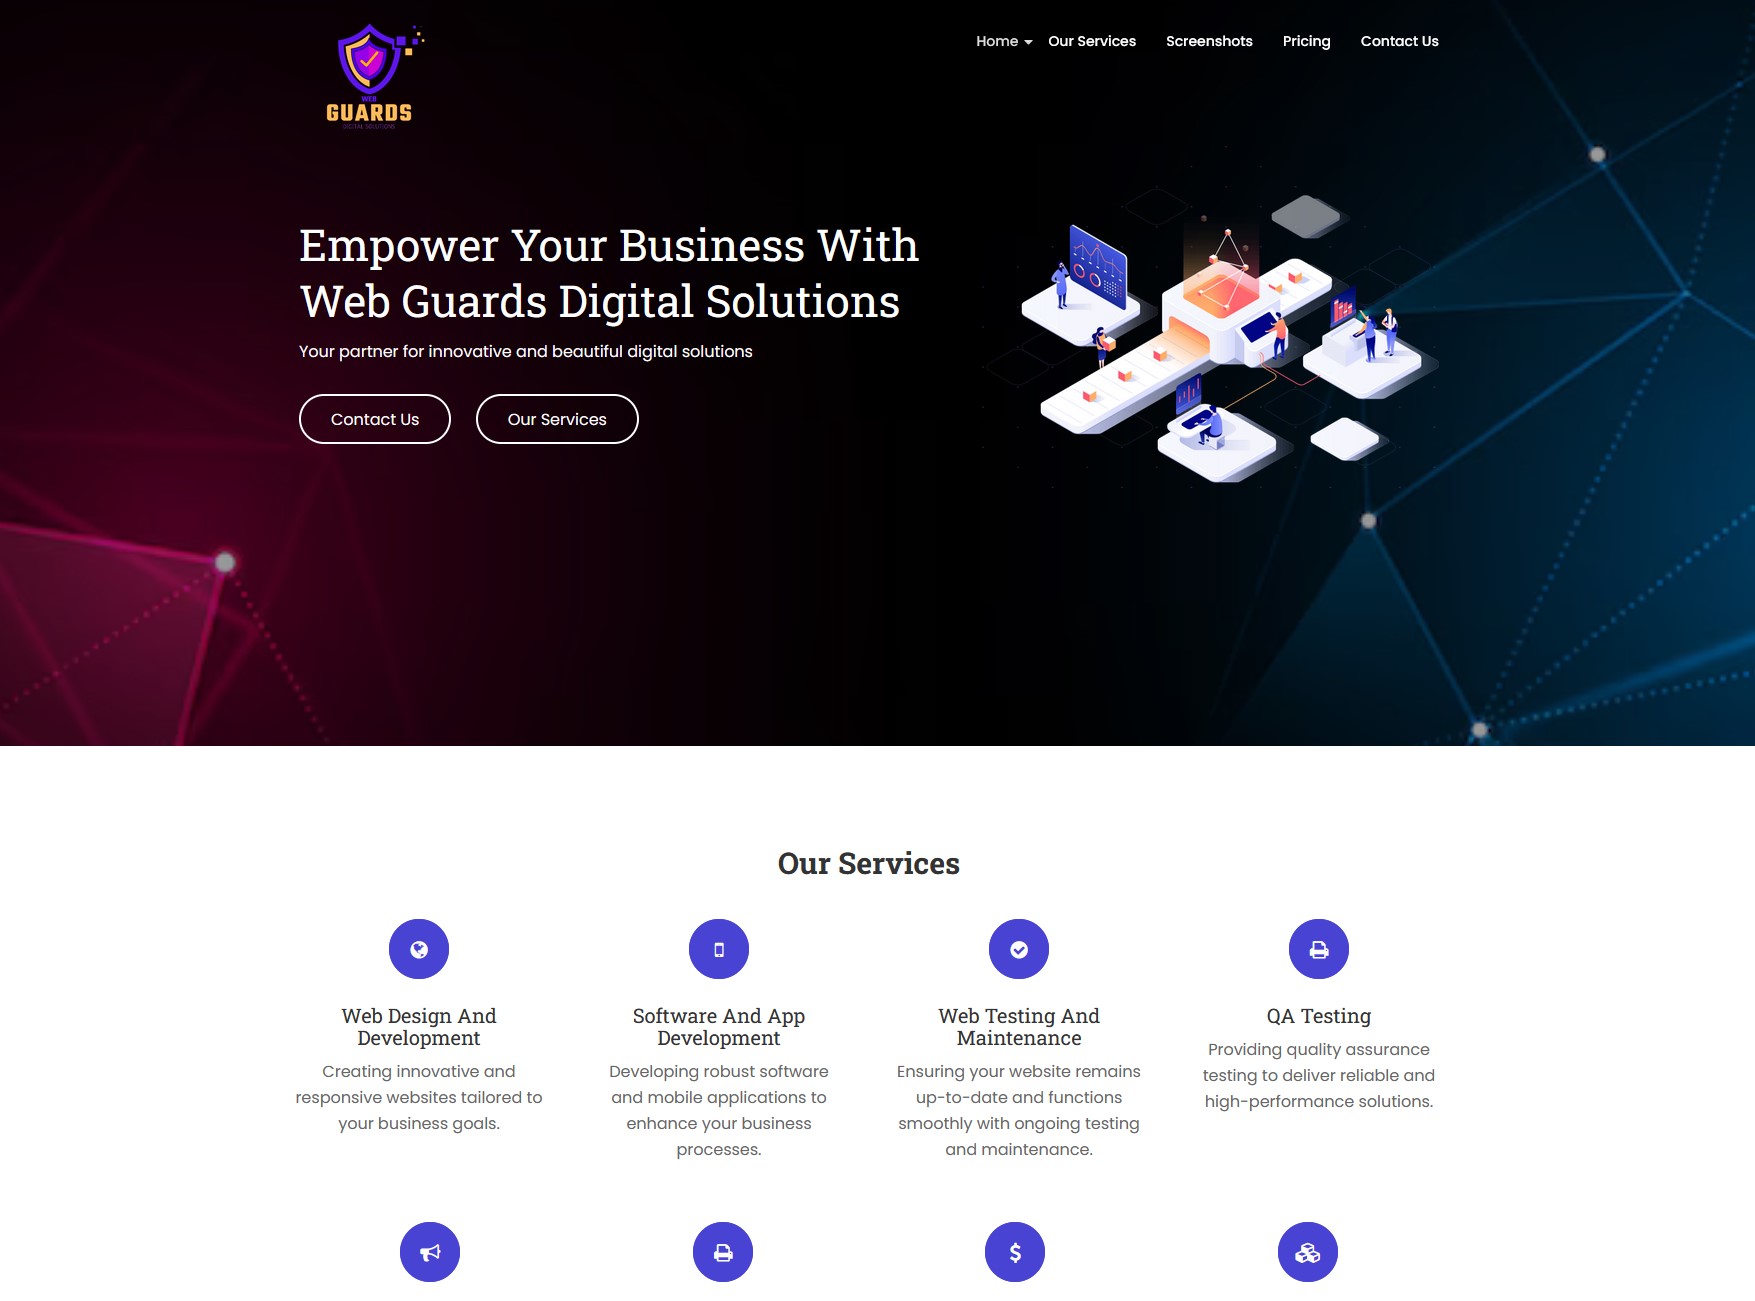 WEB
GUARDS
DIGITAL SOLUTIONS
Home
Our Services
Screenshots
Pricing
Contact Us
Empower Your Business With
Web Guards Digital Solutions
Your partner for innovative and beautiful digital solutions
Contact Us
Our Services
Our Services
Web Design And
Development
Creating innovative and
responsive websites tailored to
your business goals.
Software And App
Development
Developing robust software
and mobile applications to
enhance your business
processes.
Web Testing And
Maintenance
Ensuring your website remains
up-to-date and functions
smoothly with ongoing testing
and maintenance.
QA Testing
Providing quality assurance
testing to deliver reliable and
high-performance solutions.